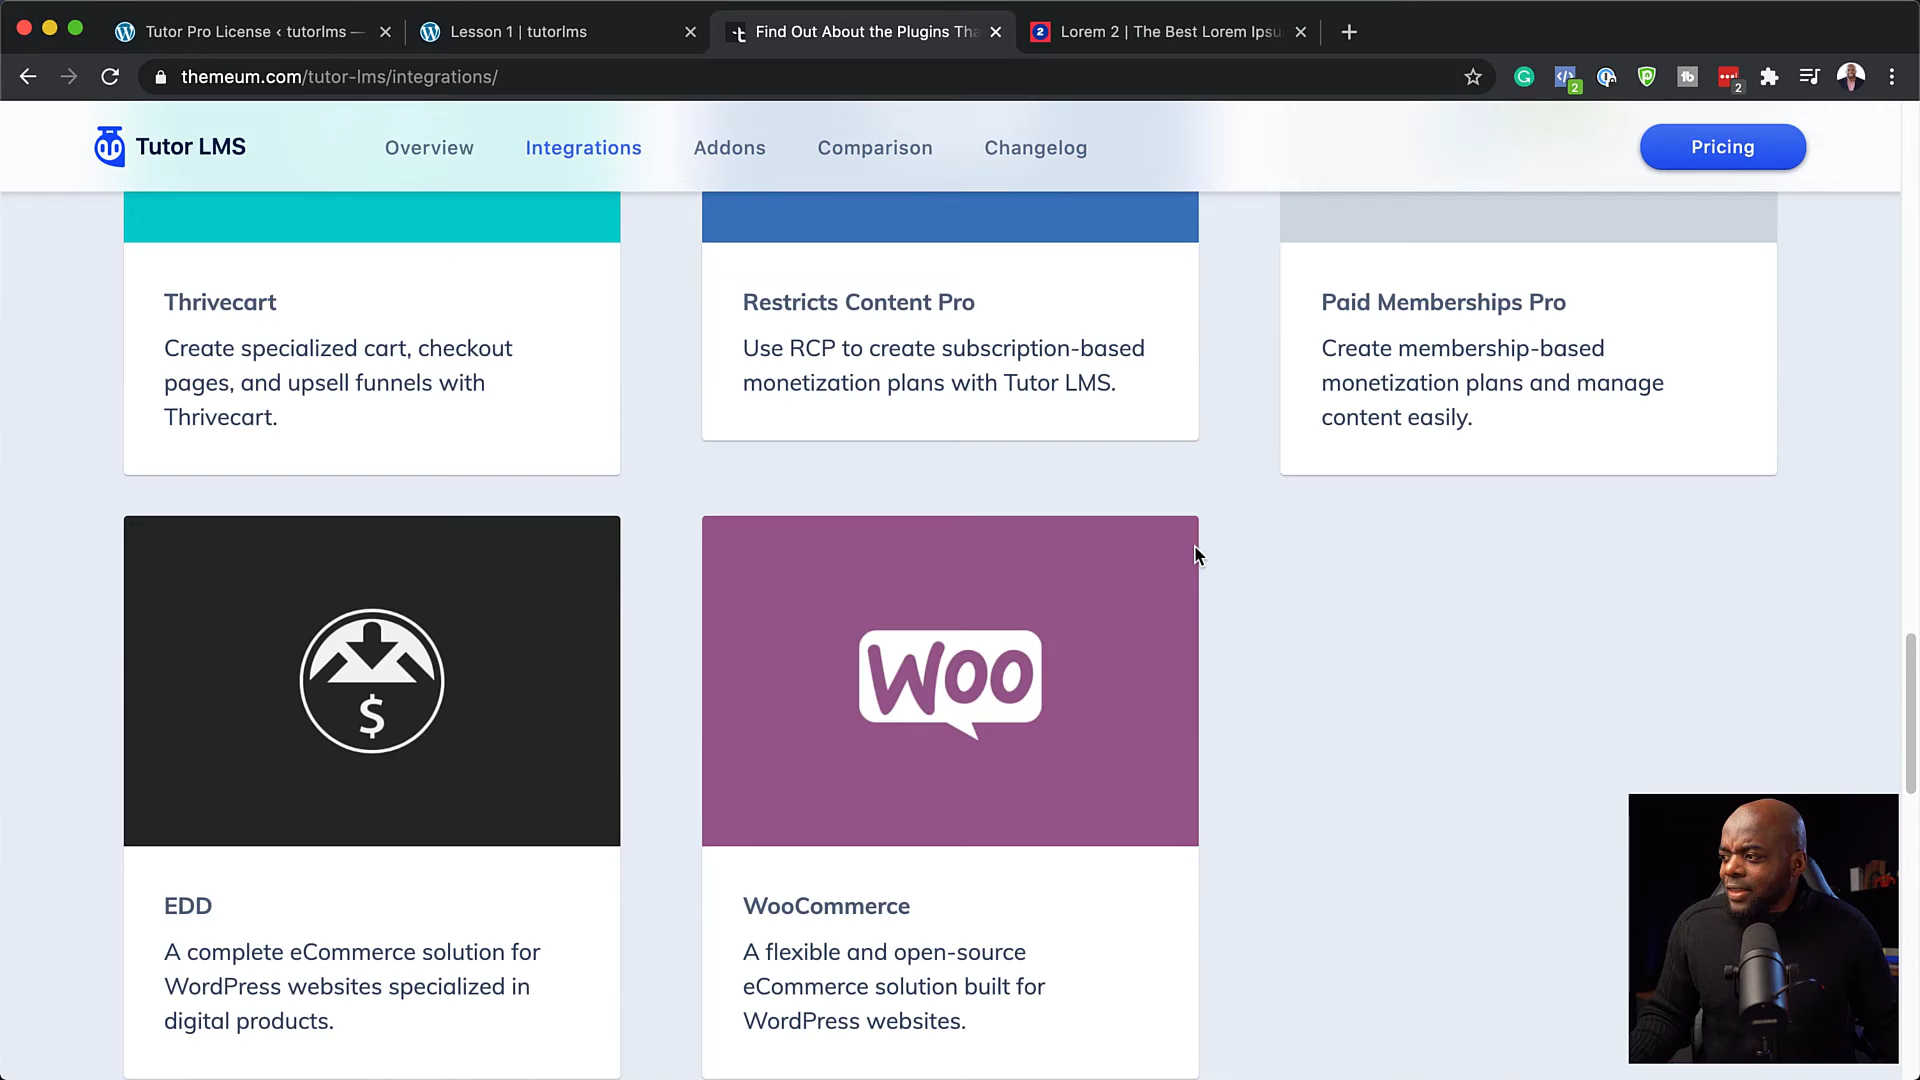 Tutor Pro License ‹ tutorlms —
Lesson 1 | tutorlms
Find Out About the Plugins Tha
2
Lorem 2 | The Best Lorem Ipsu
themeum.com/tutor-lms/integrations/
2
2
Tutor LMS
Overview
Integrations
Addons
Comparison
Changelog
Pricing
Thrivecart
Create specialized cart, checkout
pages, and upsell funnels with
Thrivecart.
Restricts Content Pro
Use RCP to create subscription-based
monetization plans with Tutor LMS.
Paid Memberships Pro
Create membership-based
monetization plans and manage
content easily.
$
Woo
EDD
A complete eCommerce solution for
WordPress websites specialized in
digital products.
WooCommerce
A flexible and open-source
eCommerce solution built for
WordPress websites.